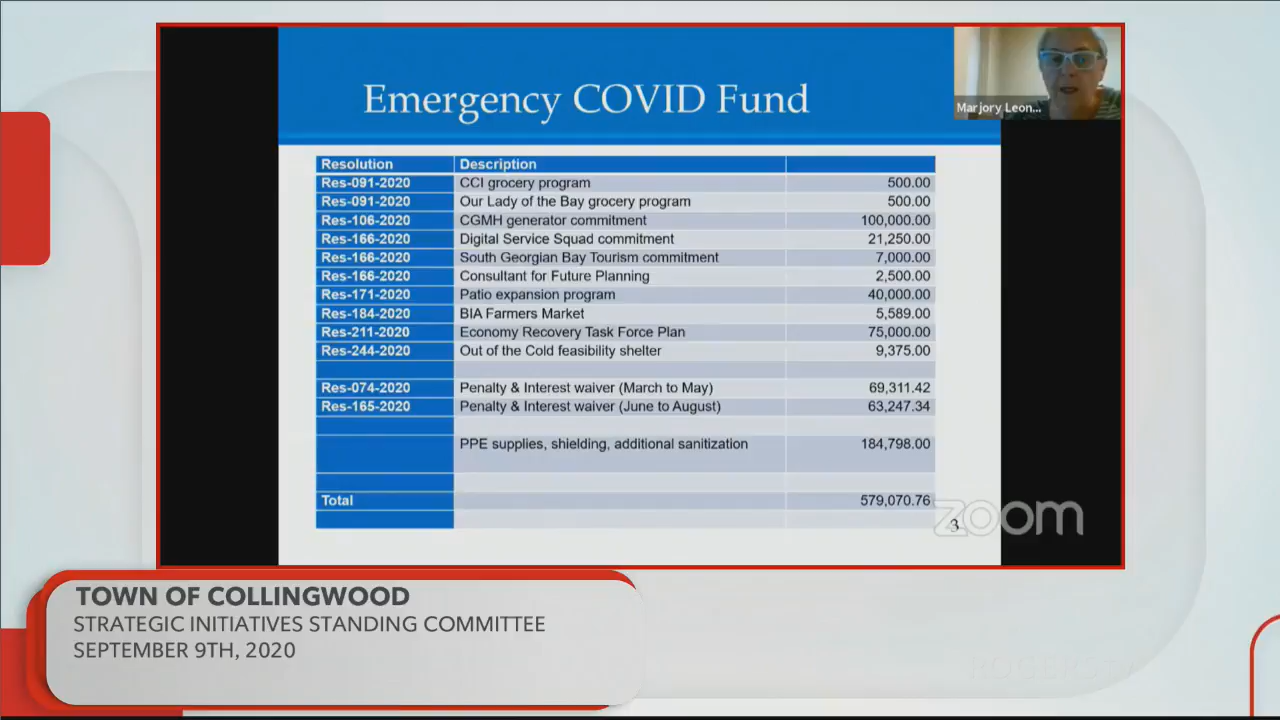 Emergency COVID Fund
Marjory Leon...
Resolution Description
Res-091-2020 CCI grocery program 500.00
Res-091-2020 Our Lady of the Bay grocery program 500.00
Res-106-2020 CGMH generator commitment 100,000.00
Res-166-2020 Digital Service Squad commitment 21,250.00
Res-166-2020 South Georgian Bay Tourism commitment 7,000.00
Res-166-2020 Consultant for Future Planning 2,500.00
Res-171-2020 Patio expansion program 40,000.00
Res-184-2020 BIA Farmers Market 5,589.00
Res-211-2020 Economy Recovery Task Force Plan 75,000.00
Res-244-2020 Out of the Cold feasibility shelter 9,375.00
Res-074-2020 Penalty & Interest waiver (March to May) 69,311.42
Res-165-2020 Penalty & Interest waiver (June to August) 63,247.34
PPE supplies, shielding, additional sanitization 184,798.00
Total 579,070.76
3
zoom
TOWN OF COLLINGWOOD
STRATEGIC INITIATIVES STANDING COMMITTEE
SEPTEMBER 9TH, 2020